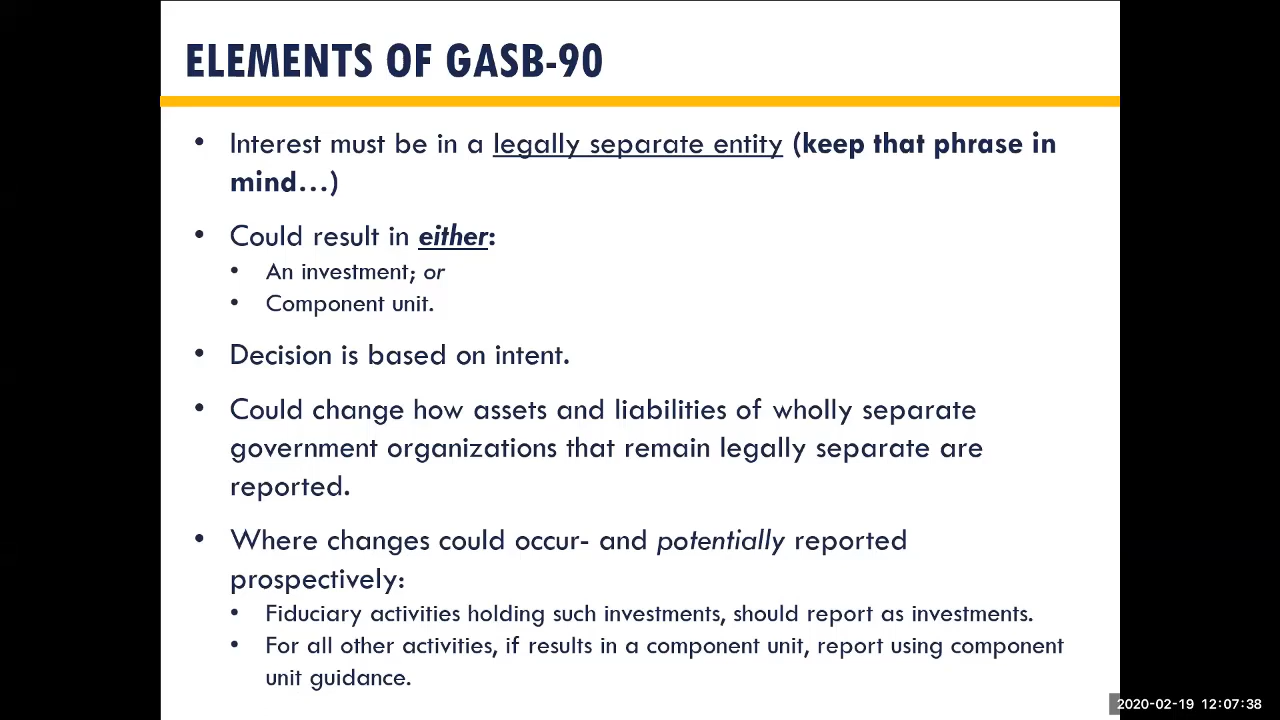 ELEMENTS OF GASB-90
• Interest must be in a legally separate entity (keep that phrase in
mind...)
• Could result in either:
• An investment; or
• Component unit.
• Decision is based on intent.
• Could change how assets and liabilities of wholly separate
government organizations that remain legally separate are
reported.
• Where changes could occur- and potentially reported
prospectively:
• Fiduciary activities holding such investments, should report as investments.
• For all other activities, if results in a component unit, report using component
unit guidance.
2020-02-19 12:07:38